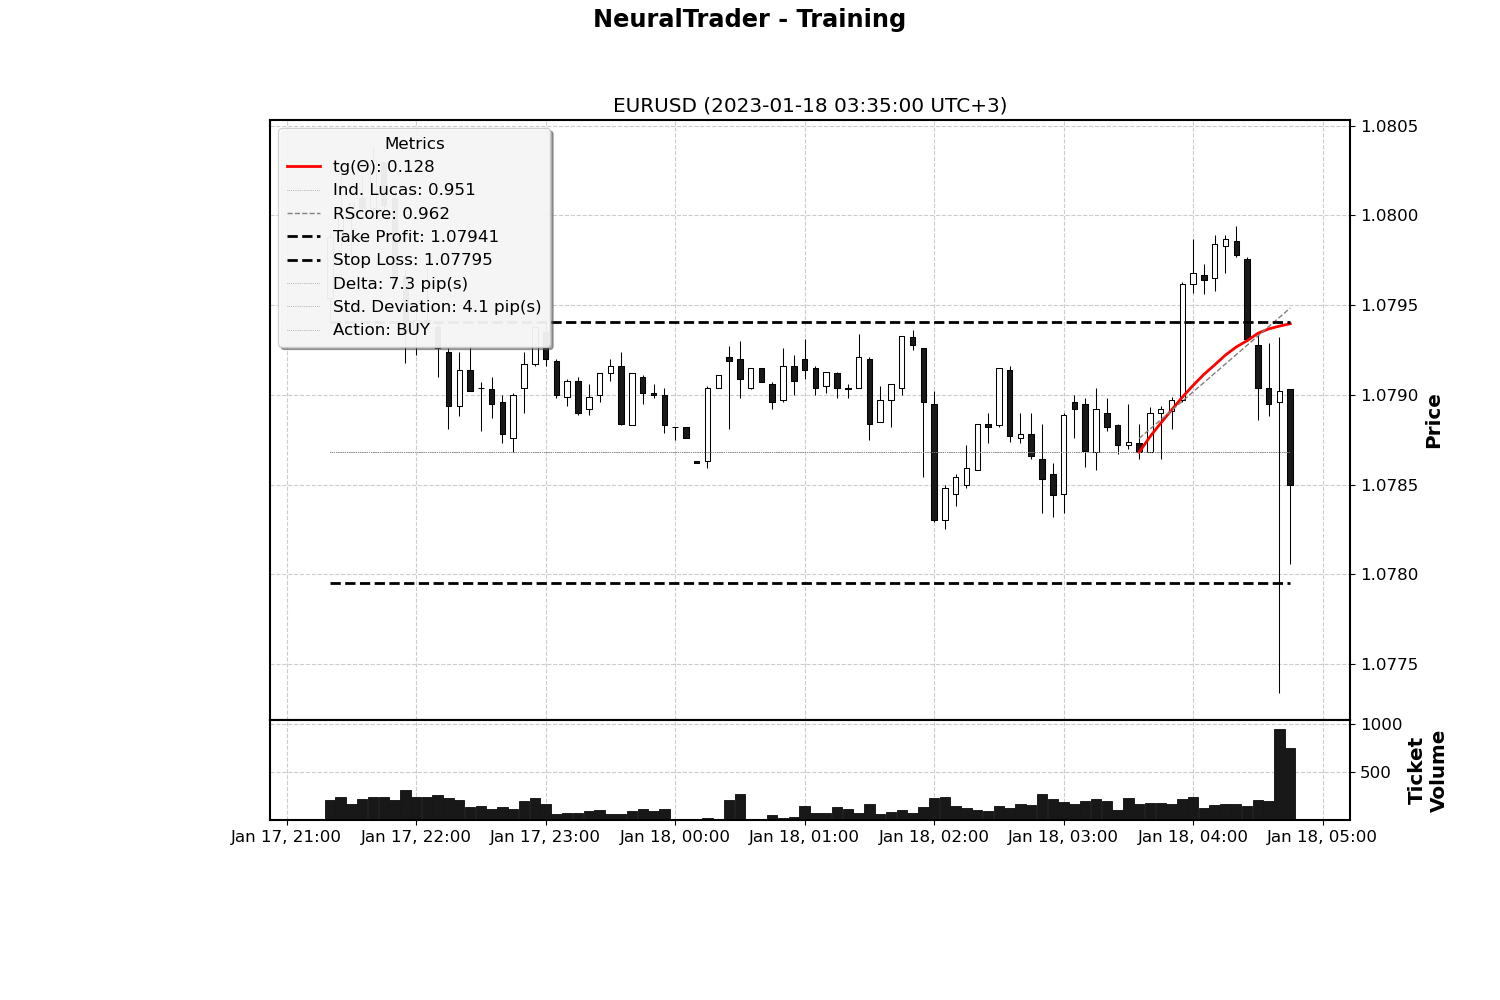 NeuralTrader - Training
EURUSD (2023-01-18 03:35:00 UTC+3)
Metrics
tg(Θ): 0.128
Ind. Lucas: 0.951
RScore: 0.962
Take Profit: 1.07941
Stop Loss: 1.07795
Delta: 7.3 pip(s)
Std. Deviation: 4.1 pip(s)
Action: BUY
1.0805
1.0800
1.0795
1.0790
1.0785
1.0780
1.0775
Price
1000
500
Ticket
Volume
Jan 17, 21:00
Jan 17, 22:00
Jan 17, 23:00
Jan 18, 00:00
Jan 18, 01:00
Jan 18, 02:00
Jan 18, 03:00
Jan 18, 04:00
Jan 18, 05:00